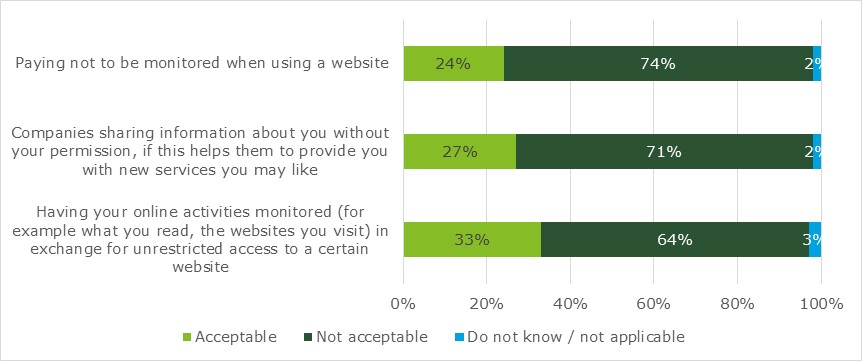 Paying not to be monitored when using a website
24%
74%
2%
Companies sharing information about you without
your permission, if this helps them to provide you
with new services you may like
27%
71%
2%
Having your online activities monitored (for
example what you read, the websites you visit) in
exchange for unrestricted access to a certain
website
33%
64%
3%
0% 20% 40% 60% 80% 100%
Acceptable Not acceptable Do not know / not applicable